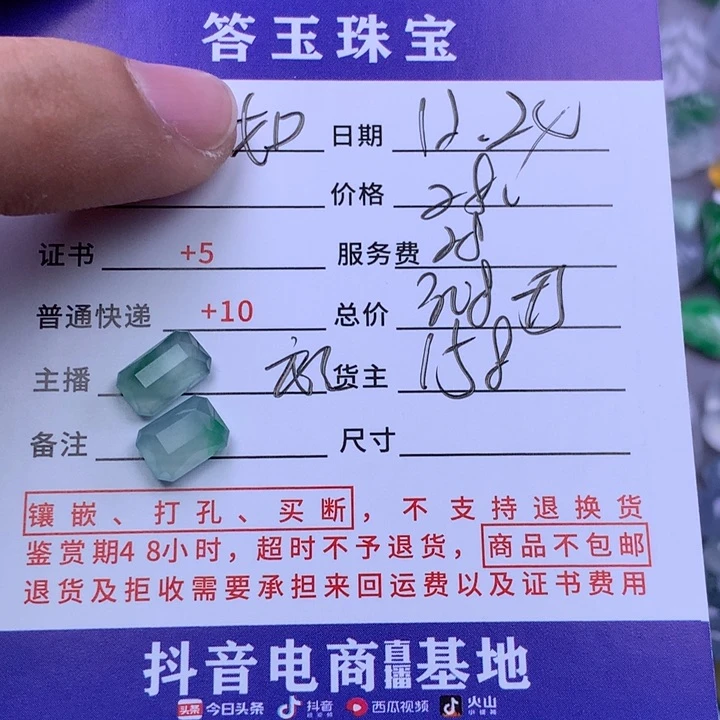 答玉珠宝
日期 12.24
价格 280
证书 +5 服务费 28
普通快递 +10 总价 308
主播 货主 158
备注 尺寸
镶嵌、打孔、买断，不支持退换货
鉴赏期48小时，超时不予退货，商品不包邮
退货及拒收需要承担来回运费以及证书费用
抖音电商直播基地
头条 今日头条 抖音 西瓜视频 火山